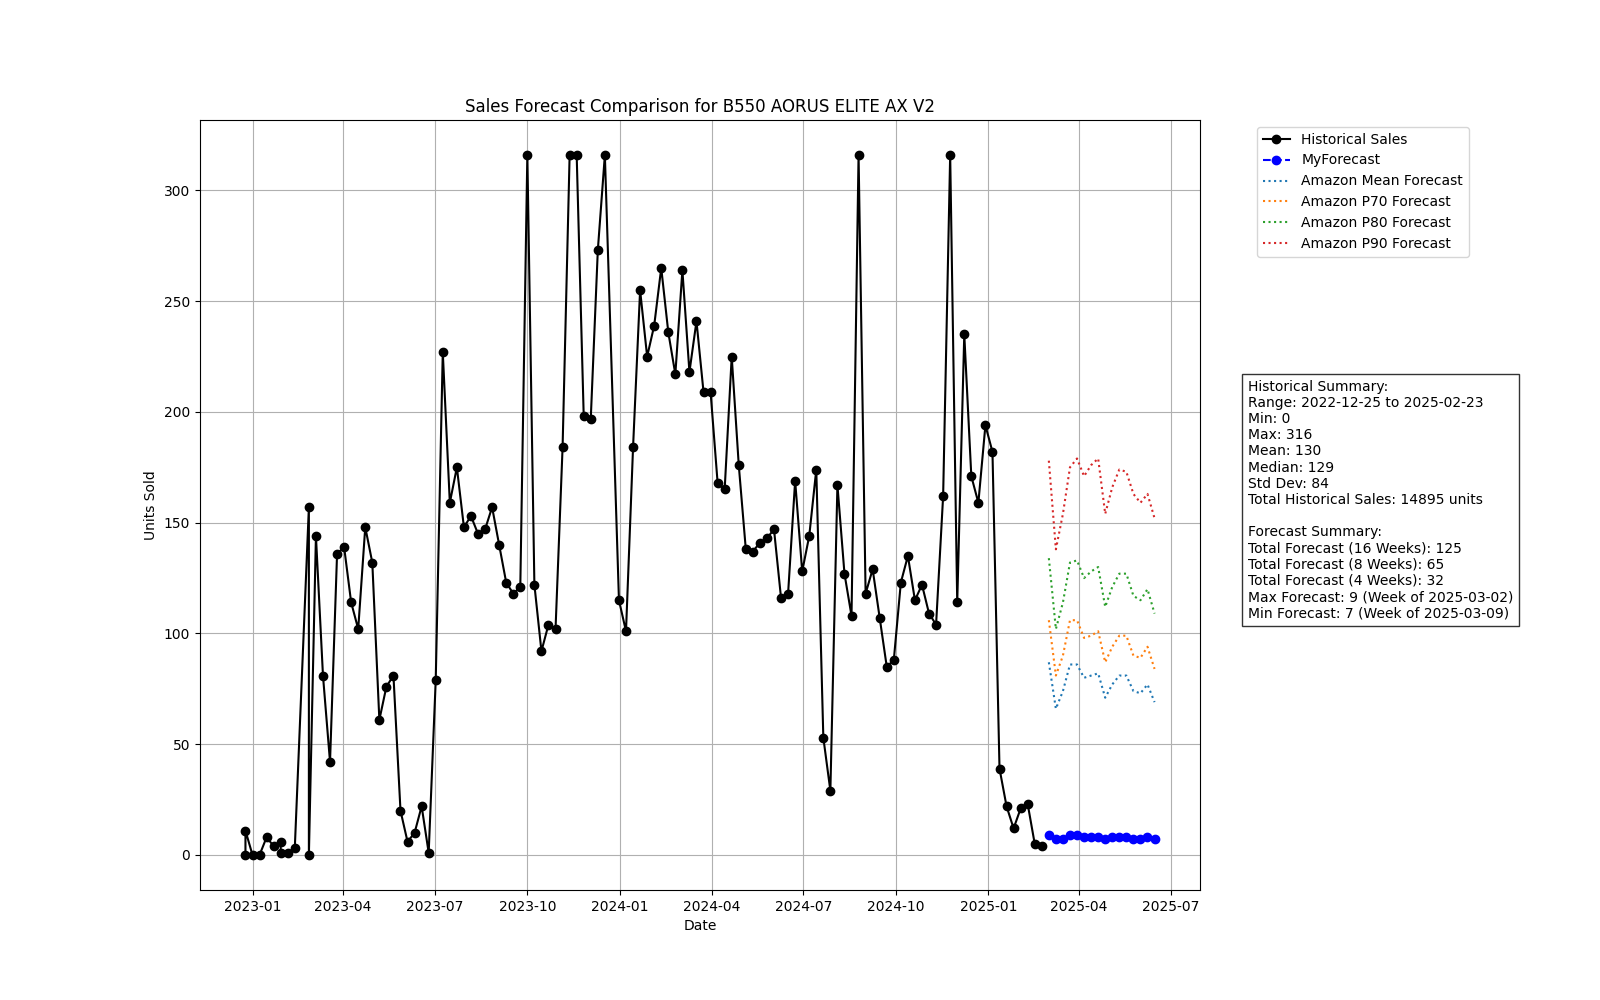 Sales Forecast Comparison for B550 AORUS ELITE AX V2
Units Sold
300
250
200
150
100
50
0
2023-01 2023-04 2023-07 2023-10 2024-01 2024-04 2024-07 2024-10 2025-01 2025-04 2025-07
Date
Historical Sales
MyForecast
Amazon Mean Forecast
Amazon P70 Forecast
Amazon P80 Forecast
Amazon P90 Forecast
Historical Summary:
Range: 2022-12-25 to 2025-02-23
Min: 0
Max: 316
Mean: 130
Median: 129
Std Dev: 84
Total Historical Sales: 14895 units
Forecast Summary:
Total Forecast (16 Weeks): 125
Total Forecast (8 Weeks): 65
Total Forecast (4 Weeks): 32
Max Forecast: 9 (Week of 2025-03-02)
Min Forecast: 7 (Week of 2025-03-09)